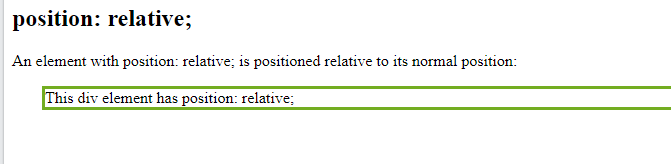 position: relative;
An element with position: relative; is positioned relative to its normal position:
This div element has position: relative;